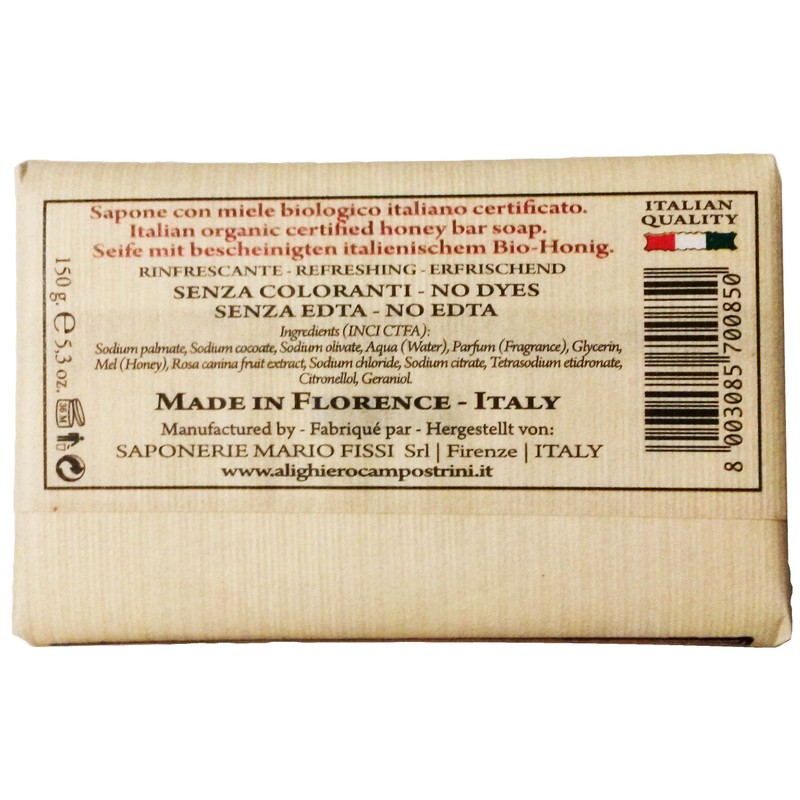 Sapone con miele biologico italiano certificato.
Italian organic certified honey bar soap.
Seife mit bescheinigten italienischem Bio-Honig.
RINFRESCANTE - REFRESHING - ERFRISCHEND
SENZA COLORANTI - NO DYES
SENZA EDTA - NO EDTA
Ingredients (INCI CTFA):
Sodium palmate, Sodium cocoate, Sodium olivate, Aqua (Water), Parfum (Fragrance), Glycerin,
Mel (Honey), Rosa canina fruit extract, Sodium chloride, Sodium citrate, Tetrasodium etidronate,
Citronellol, Geraniol.
MADE IN FLORENCE - ITALY
Manufactured by - Fabriqué par - Hergestellt von:
SAPONERIE MARIO FISSI Srl | Firenze | ITALY
www.alighierocampostrini.it
150 g. ℮ 5,3 oz.
36 M
ITALIAN
QUALITY
8 003085 700850